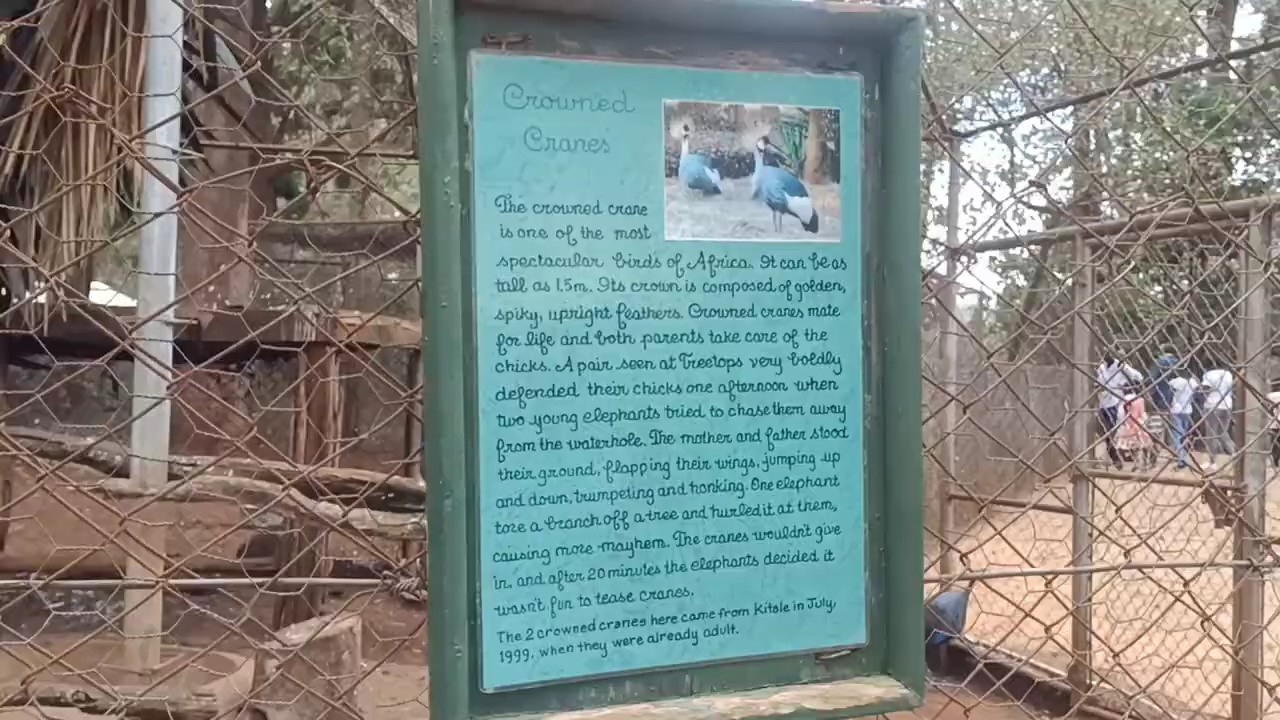 Crowned
Cranes
The crowned crane
is one of the most
spectacular birds of Africa. It can be as
tall as 1.5m. Its crown is composed of golden,
spiky, upright feathers. Crowned cranes mate
for life and both parents take care of the
chicks. A pair seen at Treetops very boldly
defended their chicks one afternoon when
two young elephants tried to chase them away
from the waterhole. The mother and father stood
their ground, flapping their wings, jumping up
and down, trumpeting and honking. One elephant
tore a branch off a tree and hurled it at them,
causing more mayhem. The cranes wouldn't give
in, and after 20 minutes the elephants decided it
wasn't fun to tease cranes.
The 2 crowned cranes here came from Kitale in July,
1999, when they were already adult.